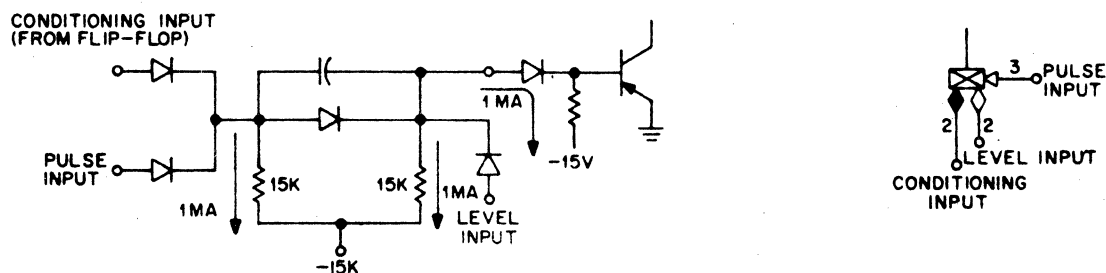 CONDITIONING INPUT
(FROM FLIP-FLOP)
PULSE
INPUT
1MA
15K
15K
1MA
LEVEL
INPUT
-15K
1 MA
-15V
3
PULSE
INPUT
2
2
LEVEL INPUT
CONDITIONING
INPUT